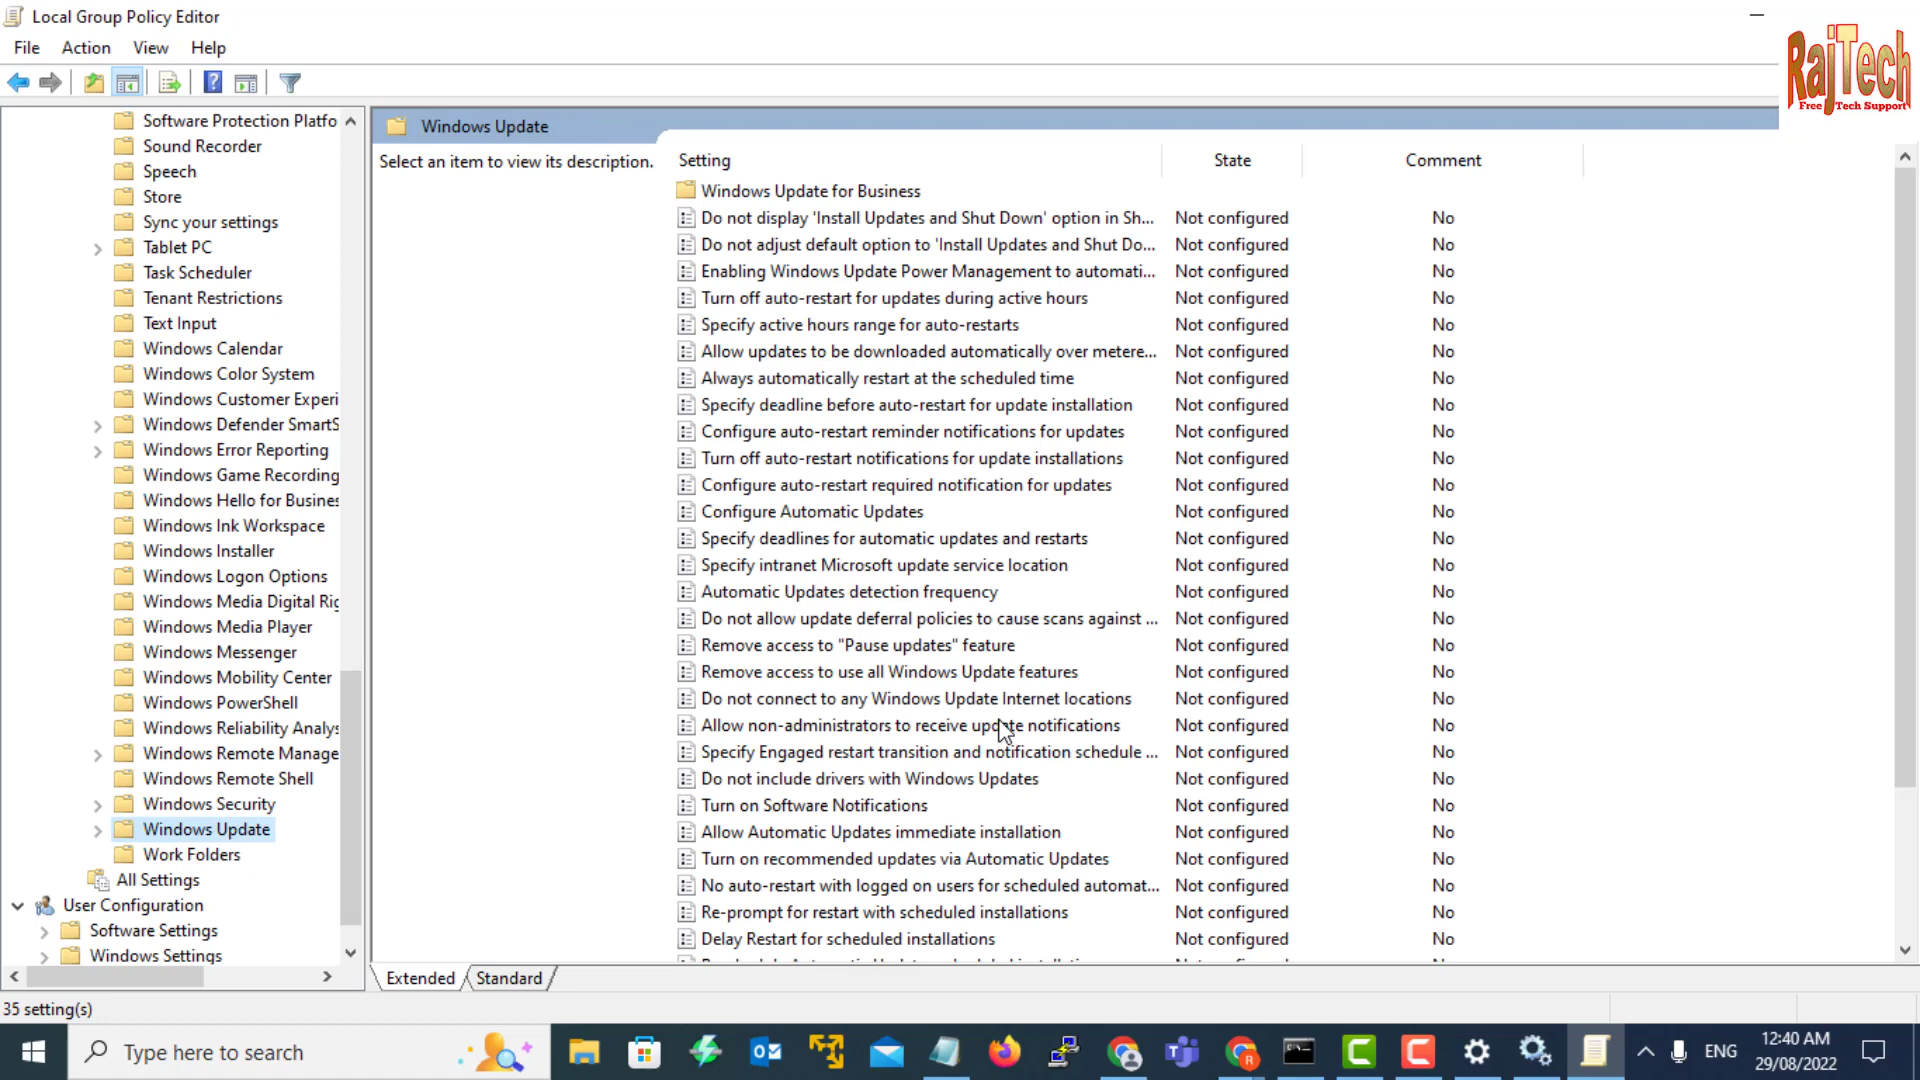 Local Group Policy Editor
File Action View Help
RajTech
Free Tech Support
Software Protection Platfo
Sound Recorder
Speech
Store
Sync your settings
Tablet PC
Task Scheduler
Tenant Restrictions
Text Input
Windows Calendar
Windows Color System
Windows Customer Experi
Windows Defender SmartS
Windows Error Reporting
Windows Game Recording
Windows Hello for Busines
Windows Ink Workspace
Windows Installer
Windows Logon Options
Windows Media Digital Rig
Windows Media Player
Windows Messenger
Windows Mobility Center
Windows PowerShell
Windows Reliability Analys
Windows Remote Manage
Windows Remote Shell
Windows Security
Windows Update
Work Folders
All Settings
User Configuration
Software Settings
Windows Settings
Windows Update
Select an item to view its description.
Setting State Comment
Windows Update for Business
Do not display 'Install Updates and Shut Down' option in Sh... Not configured No
Do not adjust default option to 'Install Updates and Shut Do... Not configured No
Enabling Windows Update Power Management to automati... Not configured No
Turn off auto-restart for updates during active hours Not configured No
Specify active hours range for auto-restarts Not configured No
Allow updates to be downloaded automatically over metere... Not configured No
Always automatically restart at the scheduled time Not configured No
Specify deadline before auto-restart for update installation Not configured No
Configure auto-restart reminder notifications for updates Not configured No
Turn off auto-restart notifications for update installations Not configured No
Configure auto-restart required notification for updates Not configured No
Configure Automatic Updates Not configured No
Specify deadlines for automatic updates and restarts Not configured No
Specify intranet Microsoft update service location Not configured No
Automatic Updates detection frequency Not configured No
Do not allow update deferral policies to cause scans against ... Not configured No
Remove access to "Pause updates" feature Not configured No
Remove access to use all Windows Update features Not configured No
Do not connect to any Windows Update Internet locations Not configured No
Allow non-administrators to receive update notifications Not configured No
Specify Engaged restart transition and notification schedule ... Not configured No
Do not include drivers with Windows Updates Not configured No
Turn on Software Notifications Not configured No
Allow Automatic Updates immediate installation Not configured No
Turn on recommended updates via Automatic Updates Not configured No
No auto-restart with logged on users for scheduled automat... Not configured No
Re-prompt for restart with scheduled installations Not configured No
Delay Restart for scheduled installations Not configured No
Extended Standard
35 setting(s)
Type here to search
ENG
12:40 AM
29/08/2022